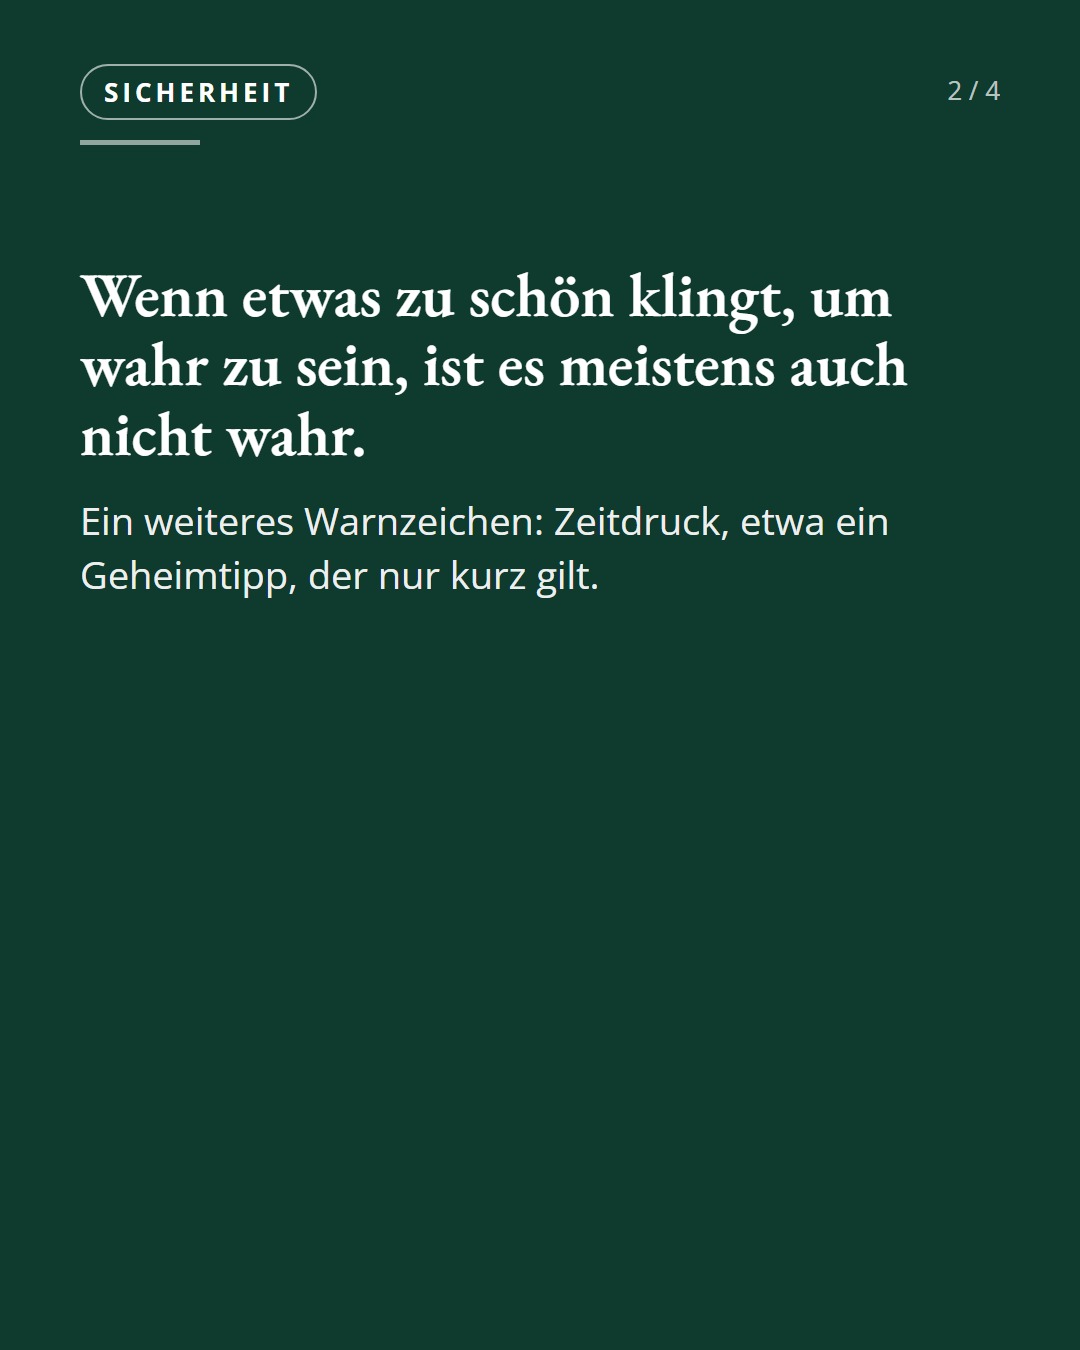 SICHERHEIT
2 / 4
Wenn etwas zu schön klingt, um
wahr zu sein, ist es meistens auch
nicht wahr.
Ein weiteres Warnzeichen: Zeitdruck, etwa ein
Geheimtipp, der nur kurz gilt.